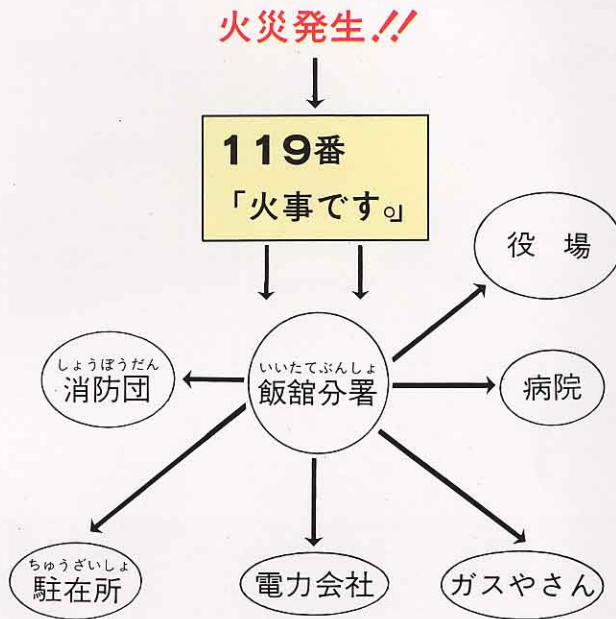 火災発生!!
119番
「火事です。」
役場
しょうぼうだん
消防団
いいたてぶんしょ
飯舘分署
病院
ちゅうざいしょ
駐在所
電力会社
ガスやさん